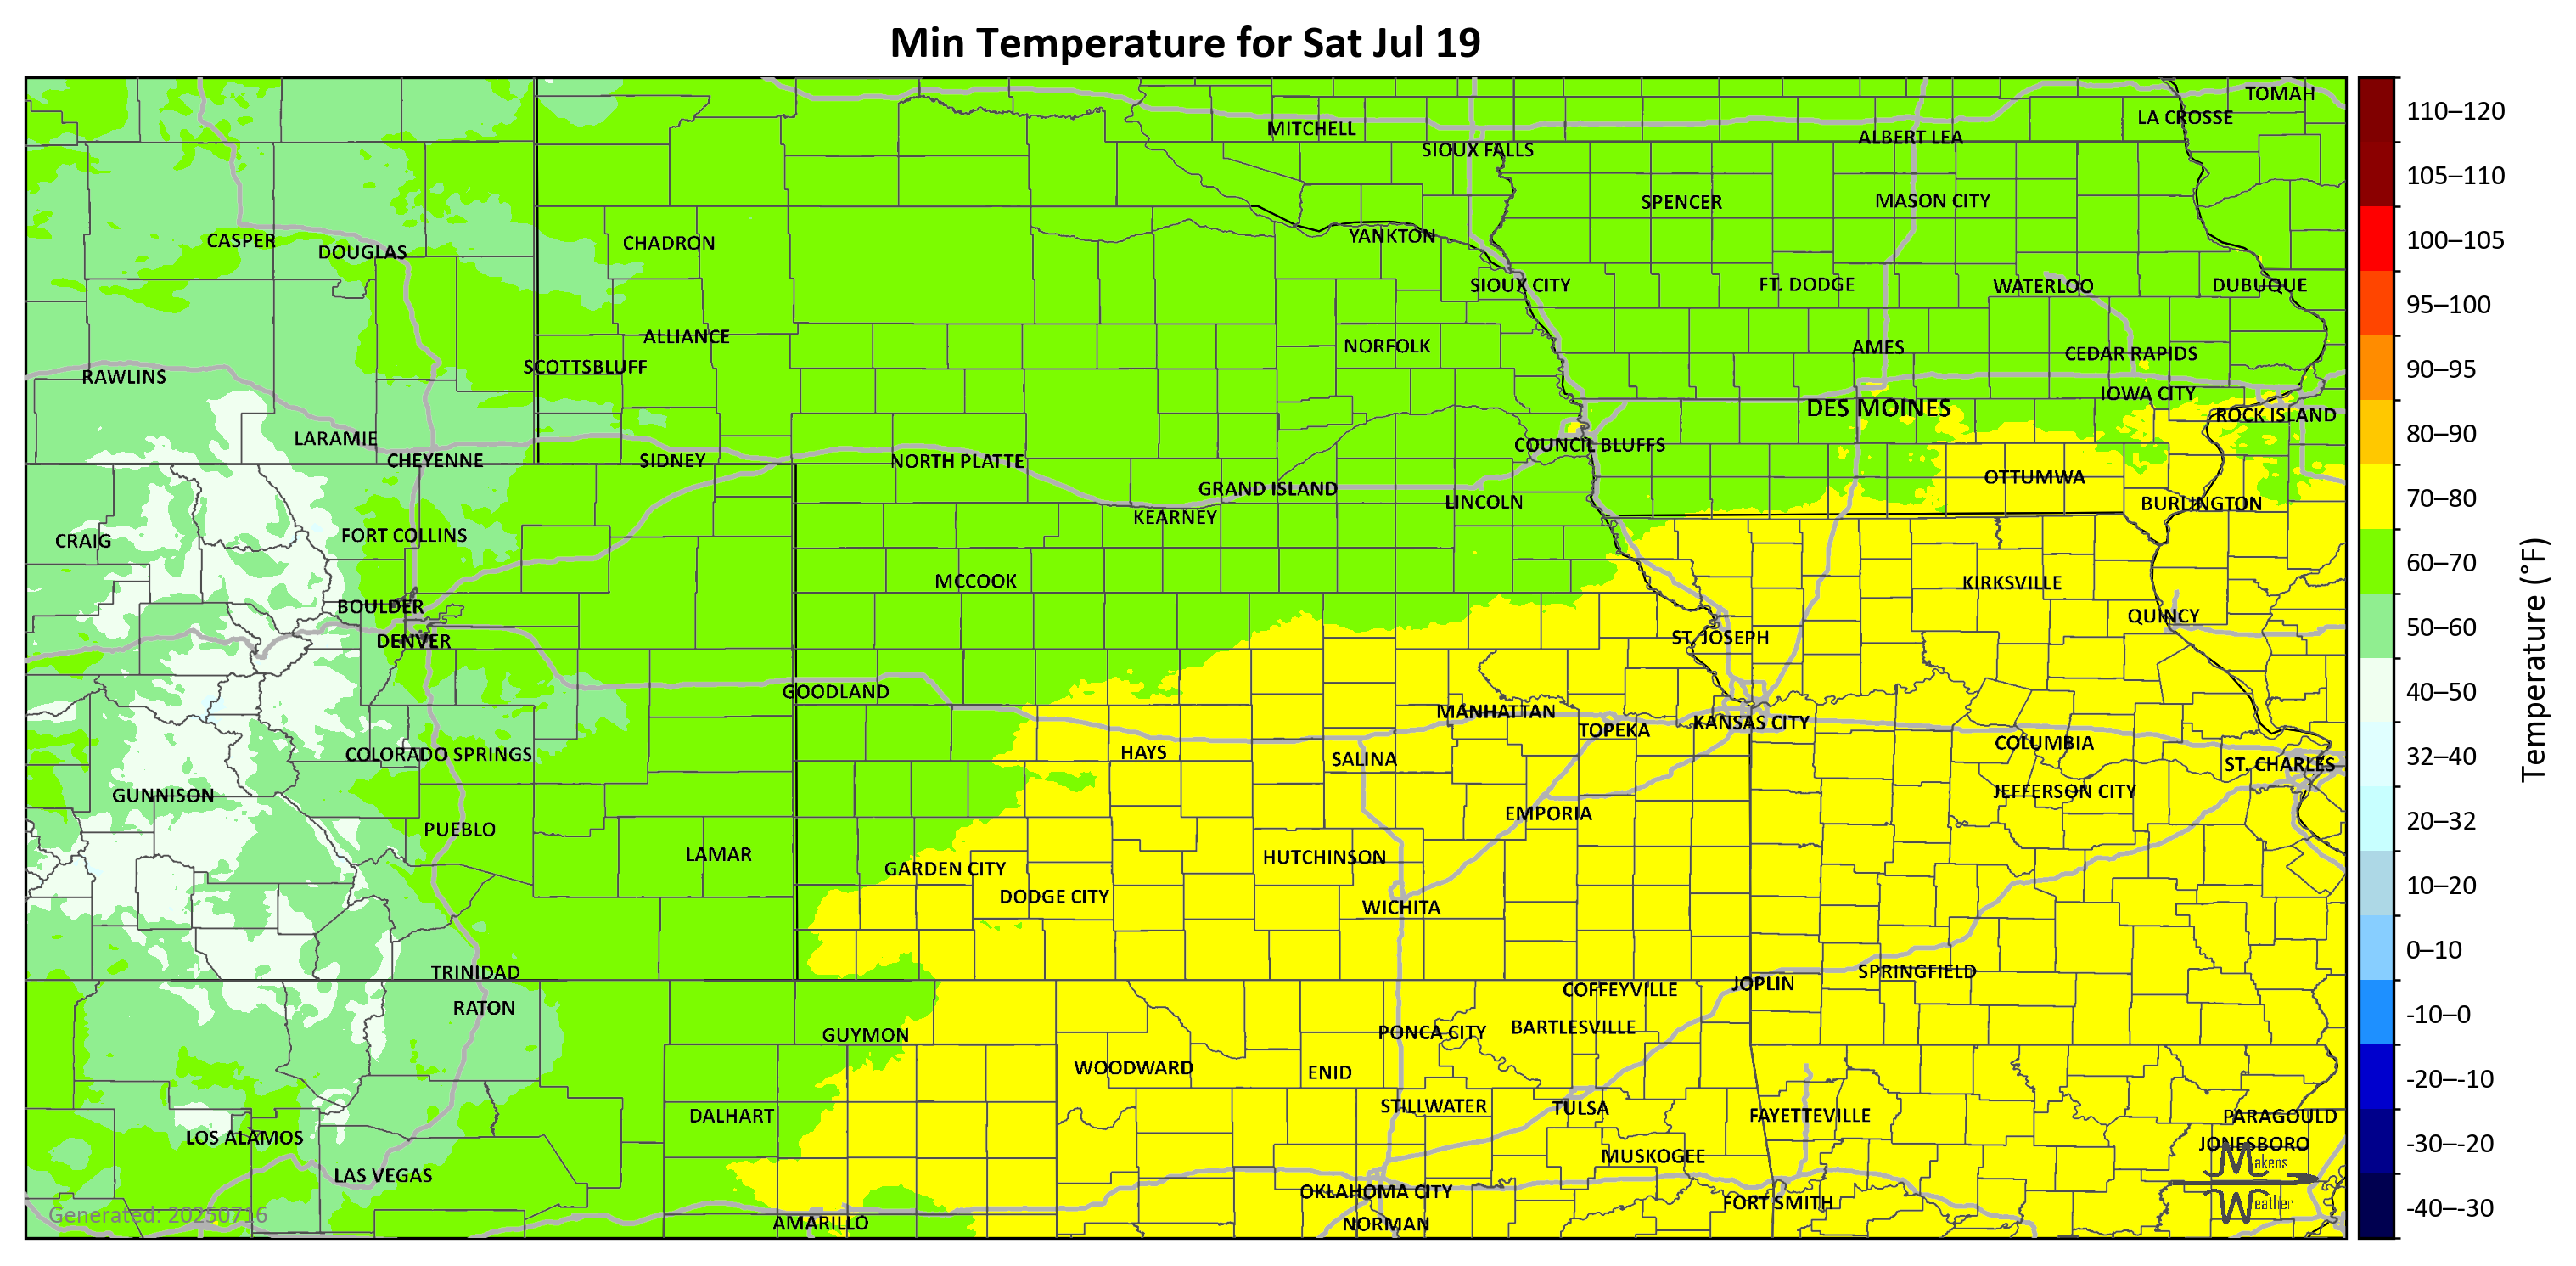 Min Temperature for Sat Jul 19
TOMAH
LA CROSSE
MITCHELL
ALBERT LEA
SIOUX FALLS
SPENCER
MASON CITY
CASPER
DOUGLAS
CHADRON
YANKTON
SIOUX CITY
FT. DODGE
WATERLOO
DUBUQUE
ALLIANCE
NORFOLK
AMES
CEDAR RAPIDS
SCOTTSBLUFF
RAWLINS
IOWA CITY
DES MOINES
ROCK ISLAND
LARAMIE
COUNCIL BLUFFS
CHEYENNE
SIDNEY
NORTH PLATTE
OTTUMWA
GRAND ISLAND
LINCOLN
BURLINGTON
KEARNEY
FORT COLLINS
CRAIG
MCCOOK
KIRKSVILLE
BOULDER
QUINCY
DENVER
ST. JOSEPH
GOODLAND
MANHATTAN
KANSAS CITY
TOPEKA
COLUMBIA
COLORADO SPRINGS
HAYS
SALINA
ST. CHARLES
GUNNISON
JEFFERSON CITY
EMPORIA
PUEBLO
LAMAR
HUTCHINSON
GARDEN CITY
DODGE CITY
WICHITA
TRINIDAD
SPRINGFIELD
JOPLIN
COFFEYVILLE
RATON
GUYMON
PONCA CITY
BARTLESVILLE
WOODWARD
ENID
STILLWATER
TULSA
DALHART
FAYETTEVILLE
PARAGOULD
LOS ALAMOS
JONESBORO
MUSKOGEE
LAS VEGAS
OKLAHOMA CITY
FORT SMITH
AMARILLO
NORMAN
Generated: 20250716
Makens
Weather
110–120
105–110
100–105
95–100
90–95
80–90
70–80
60–70
50–60
40–50
32–40
20–32
10–20
0–10
-10–0
-20–-10
-30–-20
-40–-30
Temperature (°F)